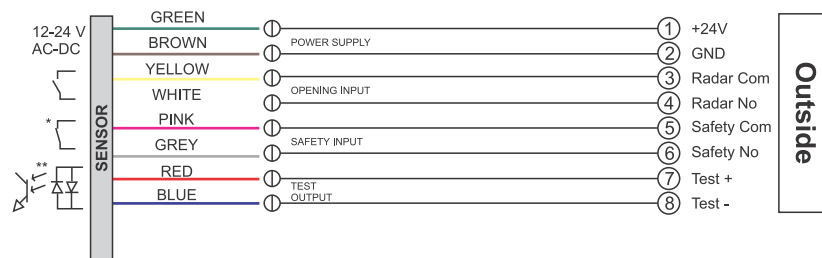 12-24 V
AC-DC
*
**
SENSOR
GREEN
BROWN
YELLOW
WHITE
PINK
GREY
RED
BLUE
POWER SUPPLY
OPENING INPUT
SAFETY INPUT
TEST
OUTPUT
1 +24V
2 GND
3 Radar Com
4 Radar No
5 Safety Com
6 Safety No
7 Test +
8 Test -
Outside